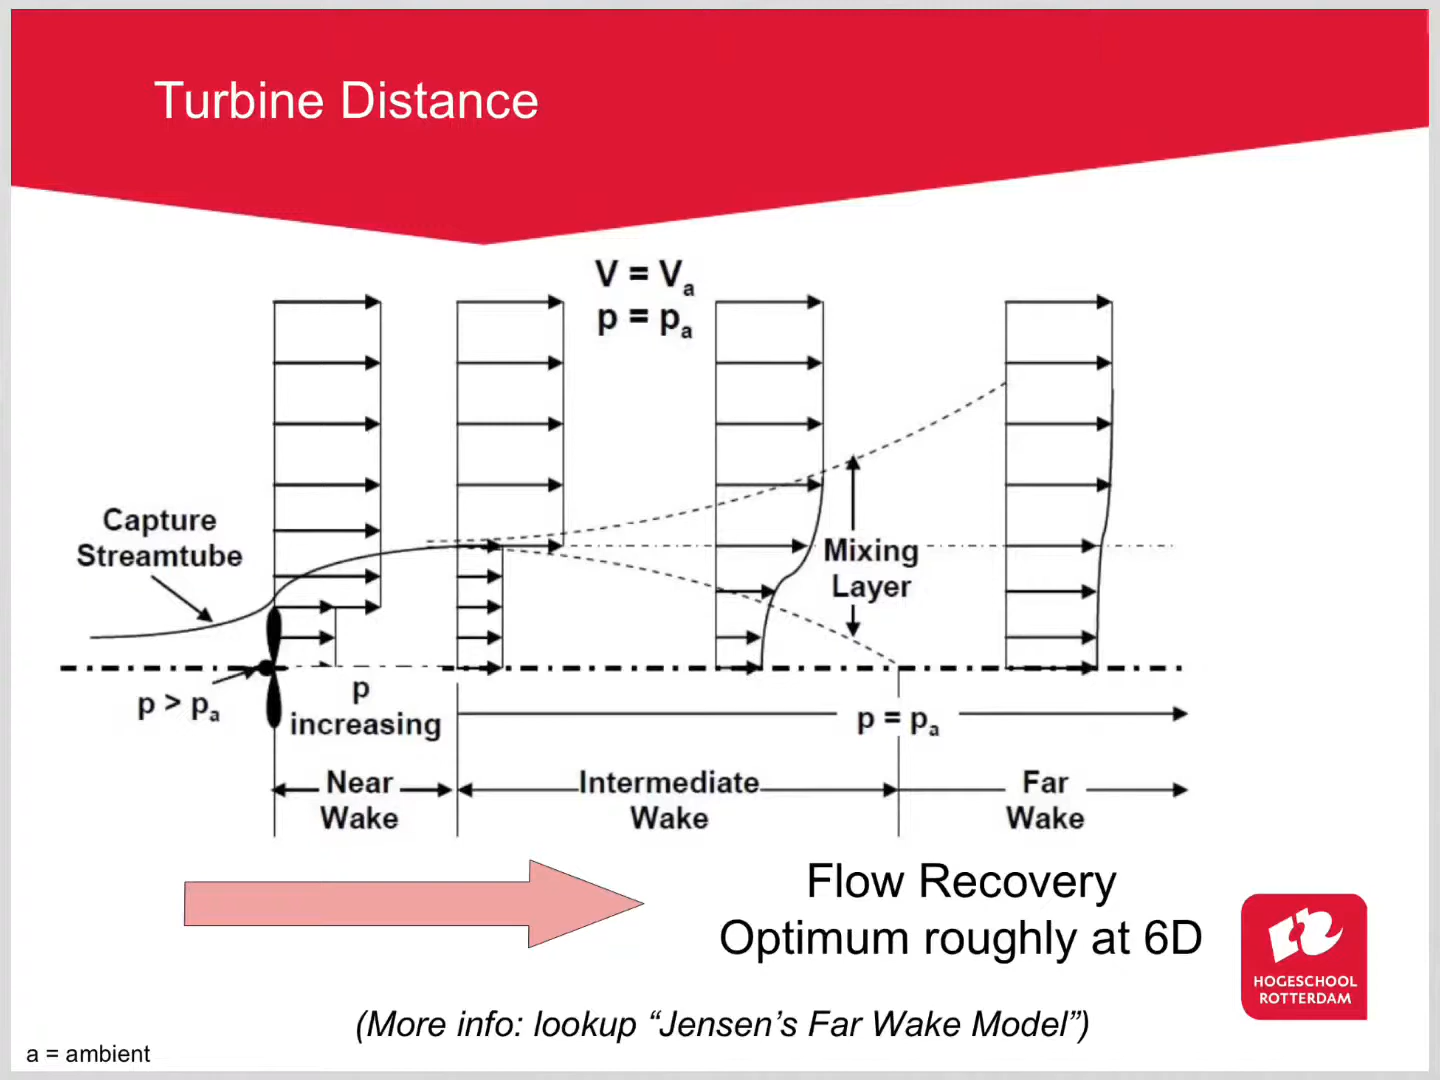 Turbine Distance
V = Va
p = pa
Capture
Streamtube
Mixing
Layer
p > pa
p
increasing
p = pa
Near
Wake
Intermediate
Wake
Far
Wake
Flow Recovery
Optimum roughly at 6D
HOGESCHOOL
ROTTERDAM
(More info: lookup “Jensen’s Far Wake Model”)
a = ambient